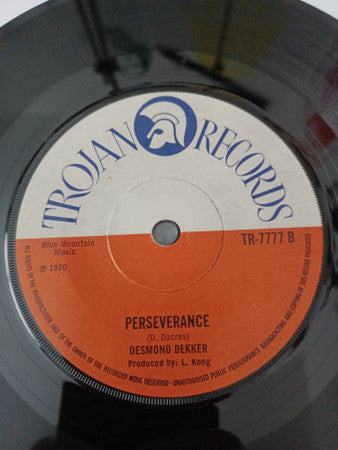 TROJAN RECORDS
Blue Mountain
Music
TR-7777 B
℗ 1970
PERSEVERANCE
(D. Dacres)
DESMOND DEKKER
Produced by: L. Kong
ALL RIGHTS OF THE MANUFACTURER AND OF THE OWNER OF THE RECORDED WORK RESERVED - UNAUTHORISED PUBLIC PERFORMANCE BROADCASTING AND COPYING OF THIS RECORD PROHIBITED